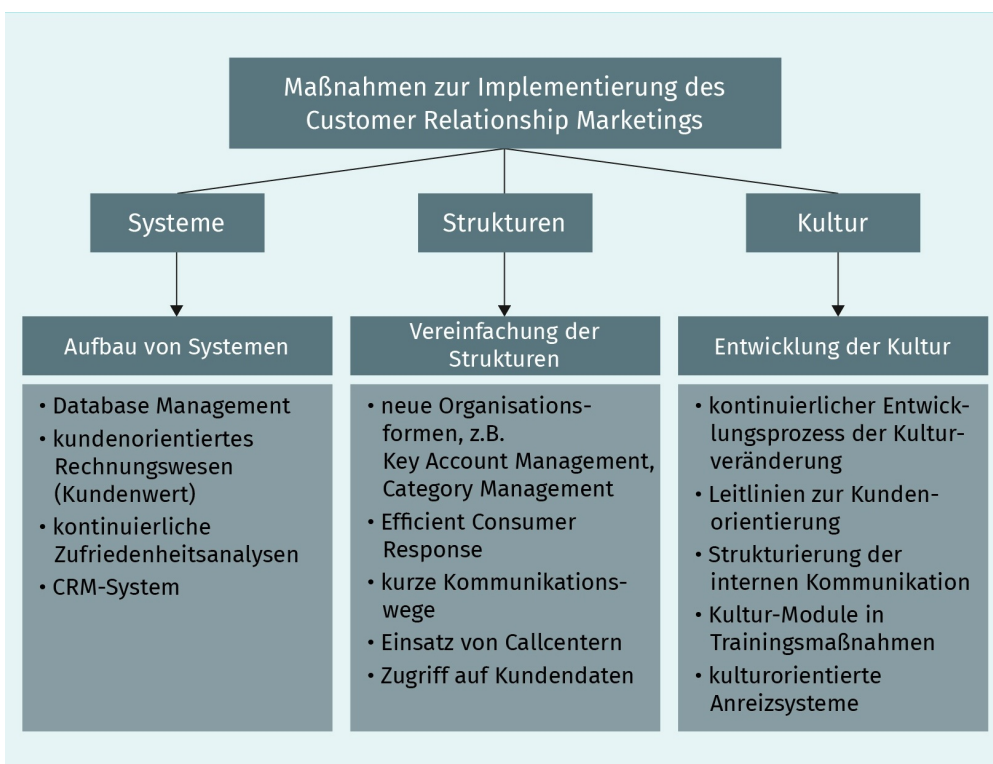 Maßnahmen zur Implementierung des
Customer Relationship Marketings
Systeme
Strukturen
Kultur
Aufbau von Systemen
• Database Management
• kundenorientiertes
Rechnungswesen
(Kundenwert)
• kontinuierliche
Zufriedenheitsanalysen
• CRM-System
Vereinfachung der
Strukturen
• neue Organisations-
formen, z.B.
Key Account Management,
Category Management
• Efficient Consumer
Response
• kurze Kommunikations-
wege
• Einsatz von Callcentern
• Zugriff auf Kundendaten
Entwicklung der Kultur
• kontinuierlicher Entwick-
lungsprozess der Kultur-
veränderung
• Leitlinien zur Kunden-
orientierung
• Strukturierung der
internen Kommunikation
• Kultur-Module in
Trainingsmaßnahmen
• kulturorientierte
Anreizsysteme